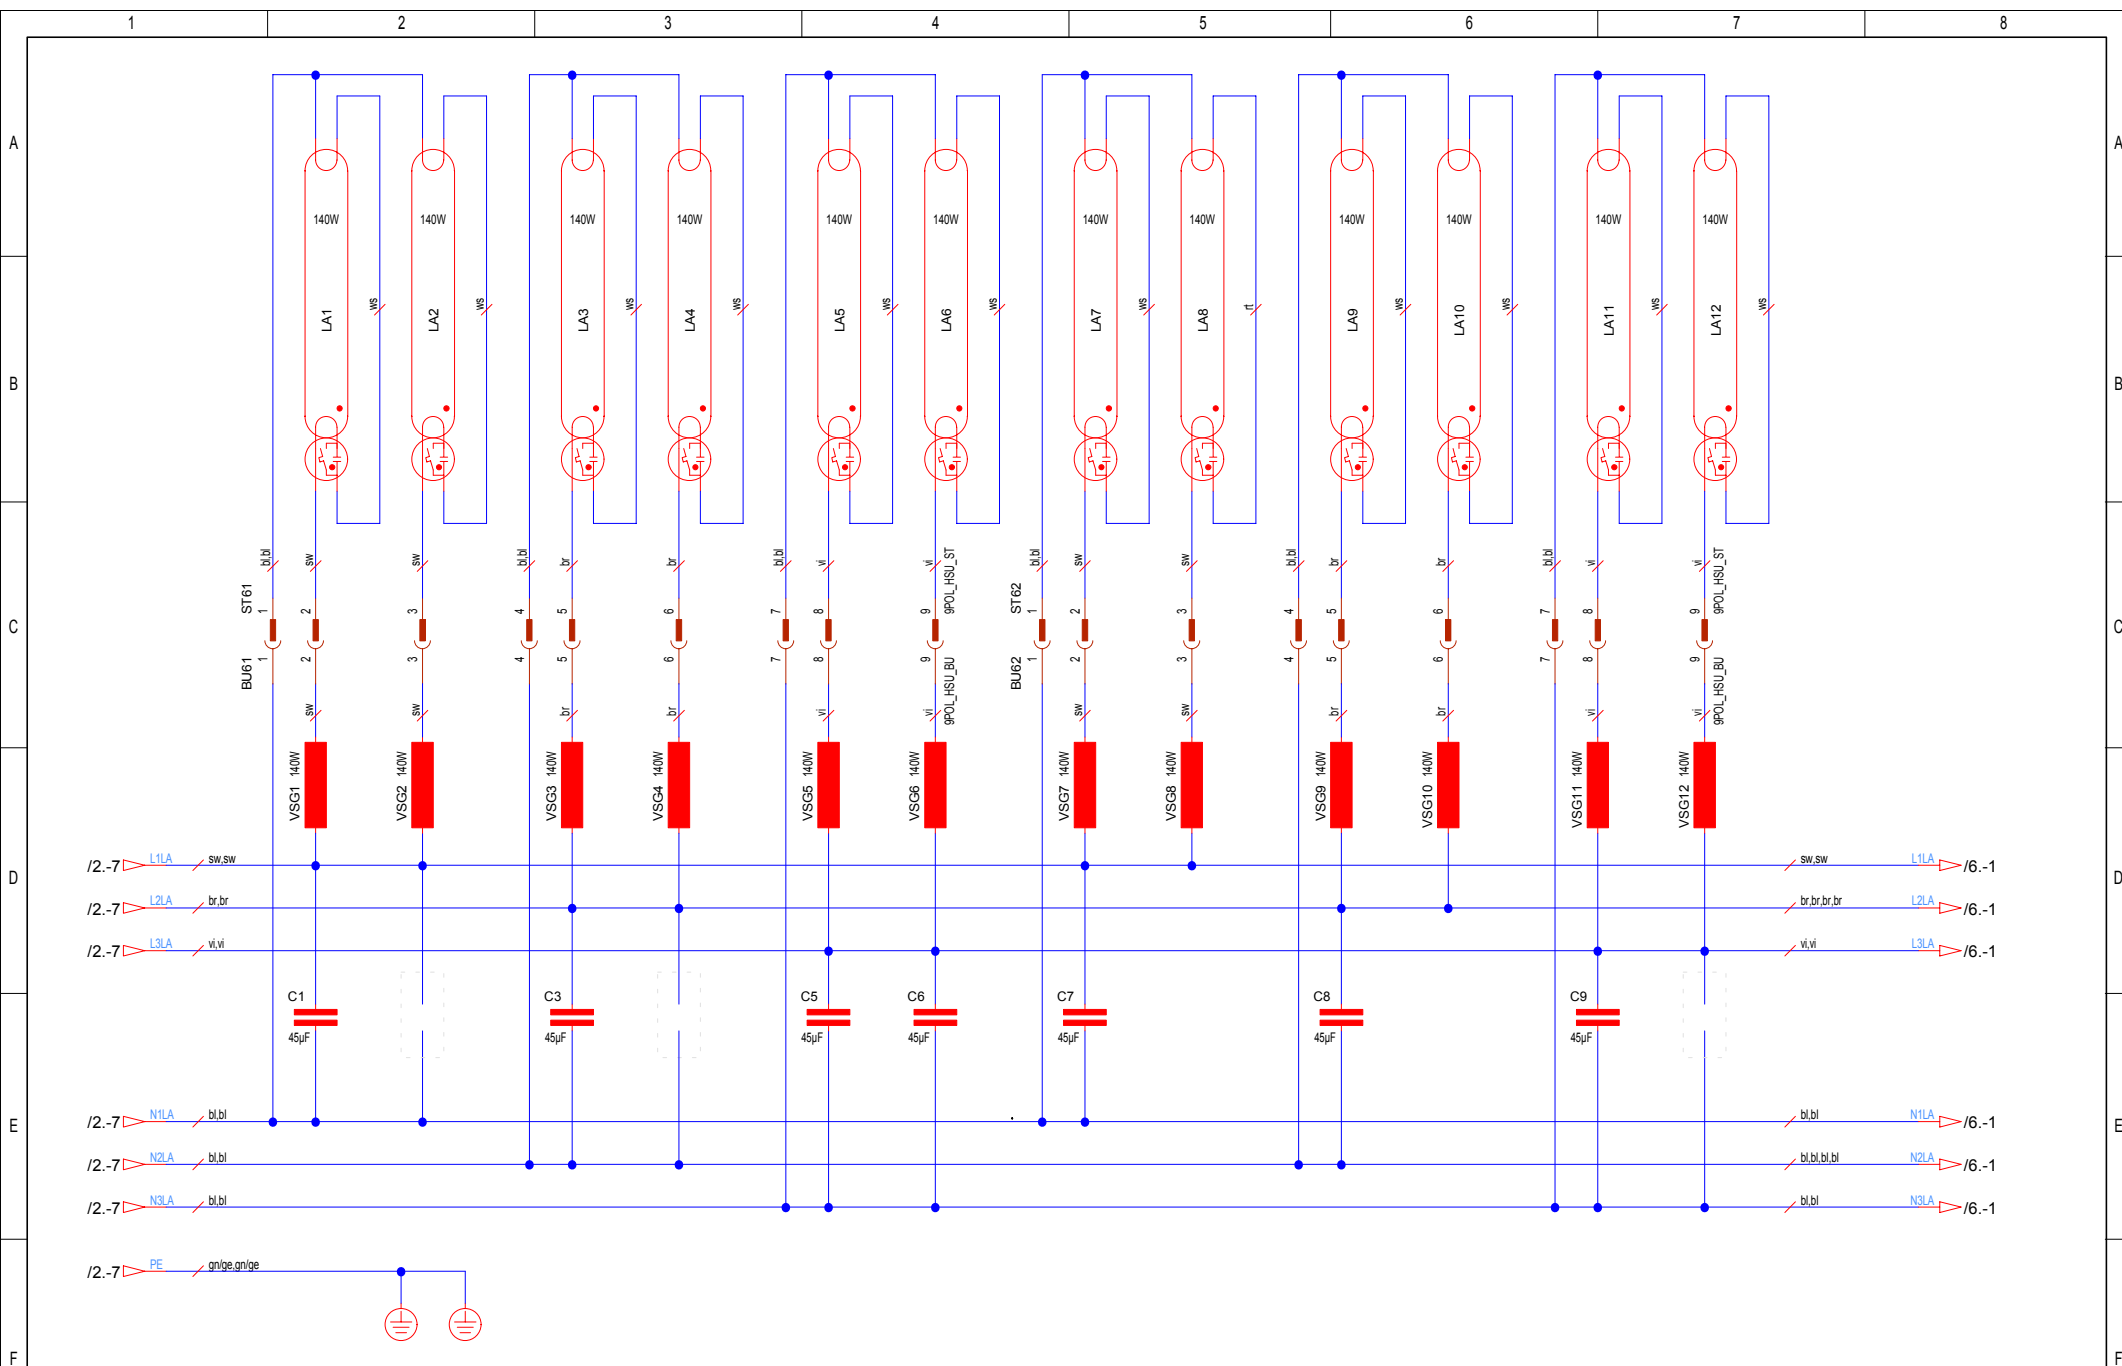 1 2 3 4 5 6 7 8
A A
140W 140W 140W 140W 140W 140W 140W 140W 140W 140W 140W 140W
LA1 ws LA2 ws LA3 ws LA4 ws LA5 ws LA6 ws LA7 ws LA8 rt LA9 ws LA10 ws LA11 ws LA12 ws
B B
bl,bl sw sw bl,bl br br bl,bl vi vi 9POL_HSU_ST bl,bl sw sw bl,bl br br bl,bl vi vi 9POL_HSU_ST
ST61 1 2 3 4 5 6 7 8 9 ST62 1 2 3 4 5 6 7 8 9
C C
BU61 1 2 3 4 5 6 7 8 9 BU62 1 2 3 4 5 6 7 8 9
sw sw br br vi vi 9POL_HSU_BU sw sw br br vi vi 9POL_HSU_BU
VSG1 140W VSG2 140W VSG3 140W VSG4 140W VSG5 140W VSG6 140W VSG7 140W VSG8 140W VSG9 140W VSG10 140W VSG11 140W VSG12 140W
/2.-7 L1LA sw,sw sw,sw L1LA /6.-1
D D
/2.-7 L2LA br,br br,br,br,br L2LA /6.-1
/2.-7 L3LA vi,vi vi,vi L3LA /6.-1
C1 C3 C5 C6 C7 C8 C9
45µF 45µF 45µF 45µF 45µF 45µF 45µF
/2.-7 N1LA bl,bl bl,bl N1LA /6.-1
E E
/2.-7 N2LA bl,bl bl,bl,bl,bl N2LA /6.-1
/2.-7 N3LA bl,bl bl,bl N3LA /6.-1
/2.-7 PE gn/ge,gn/ge
F F